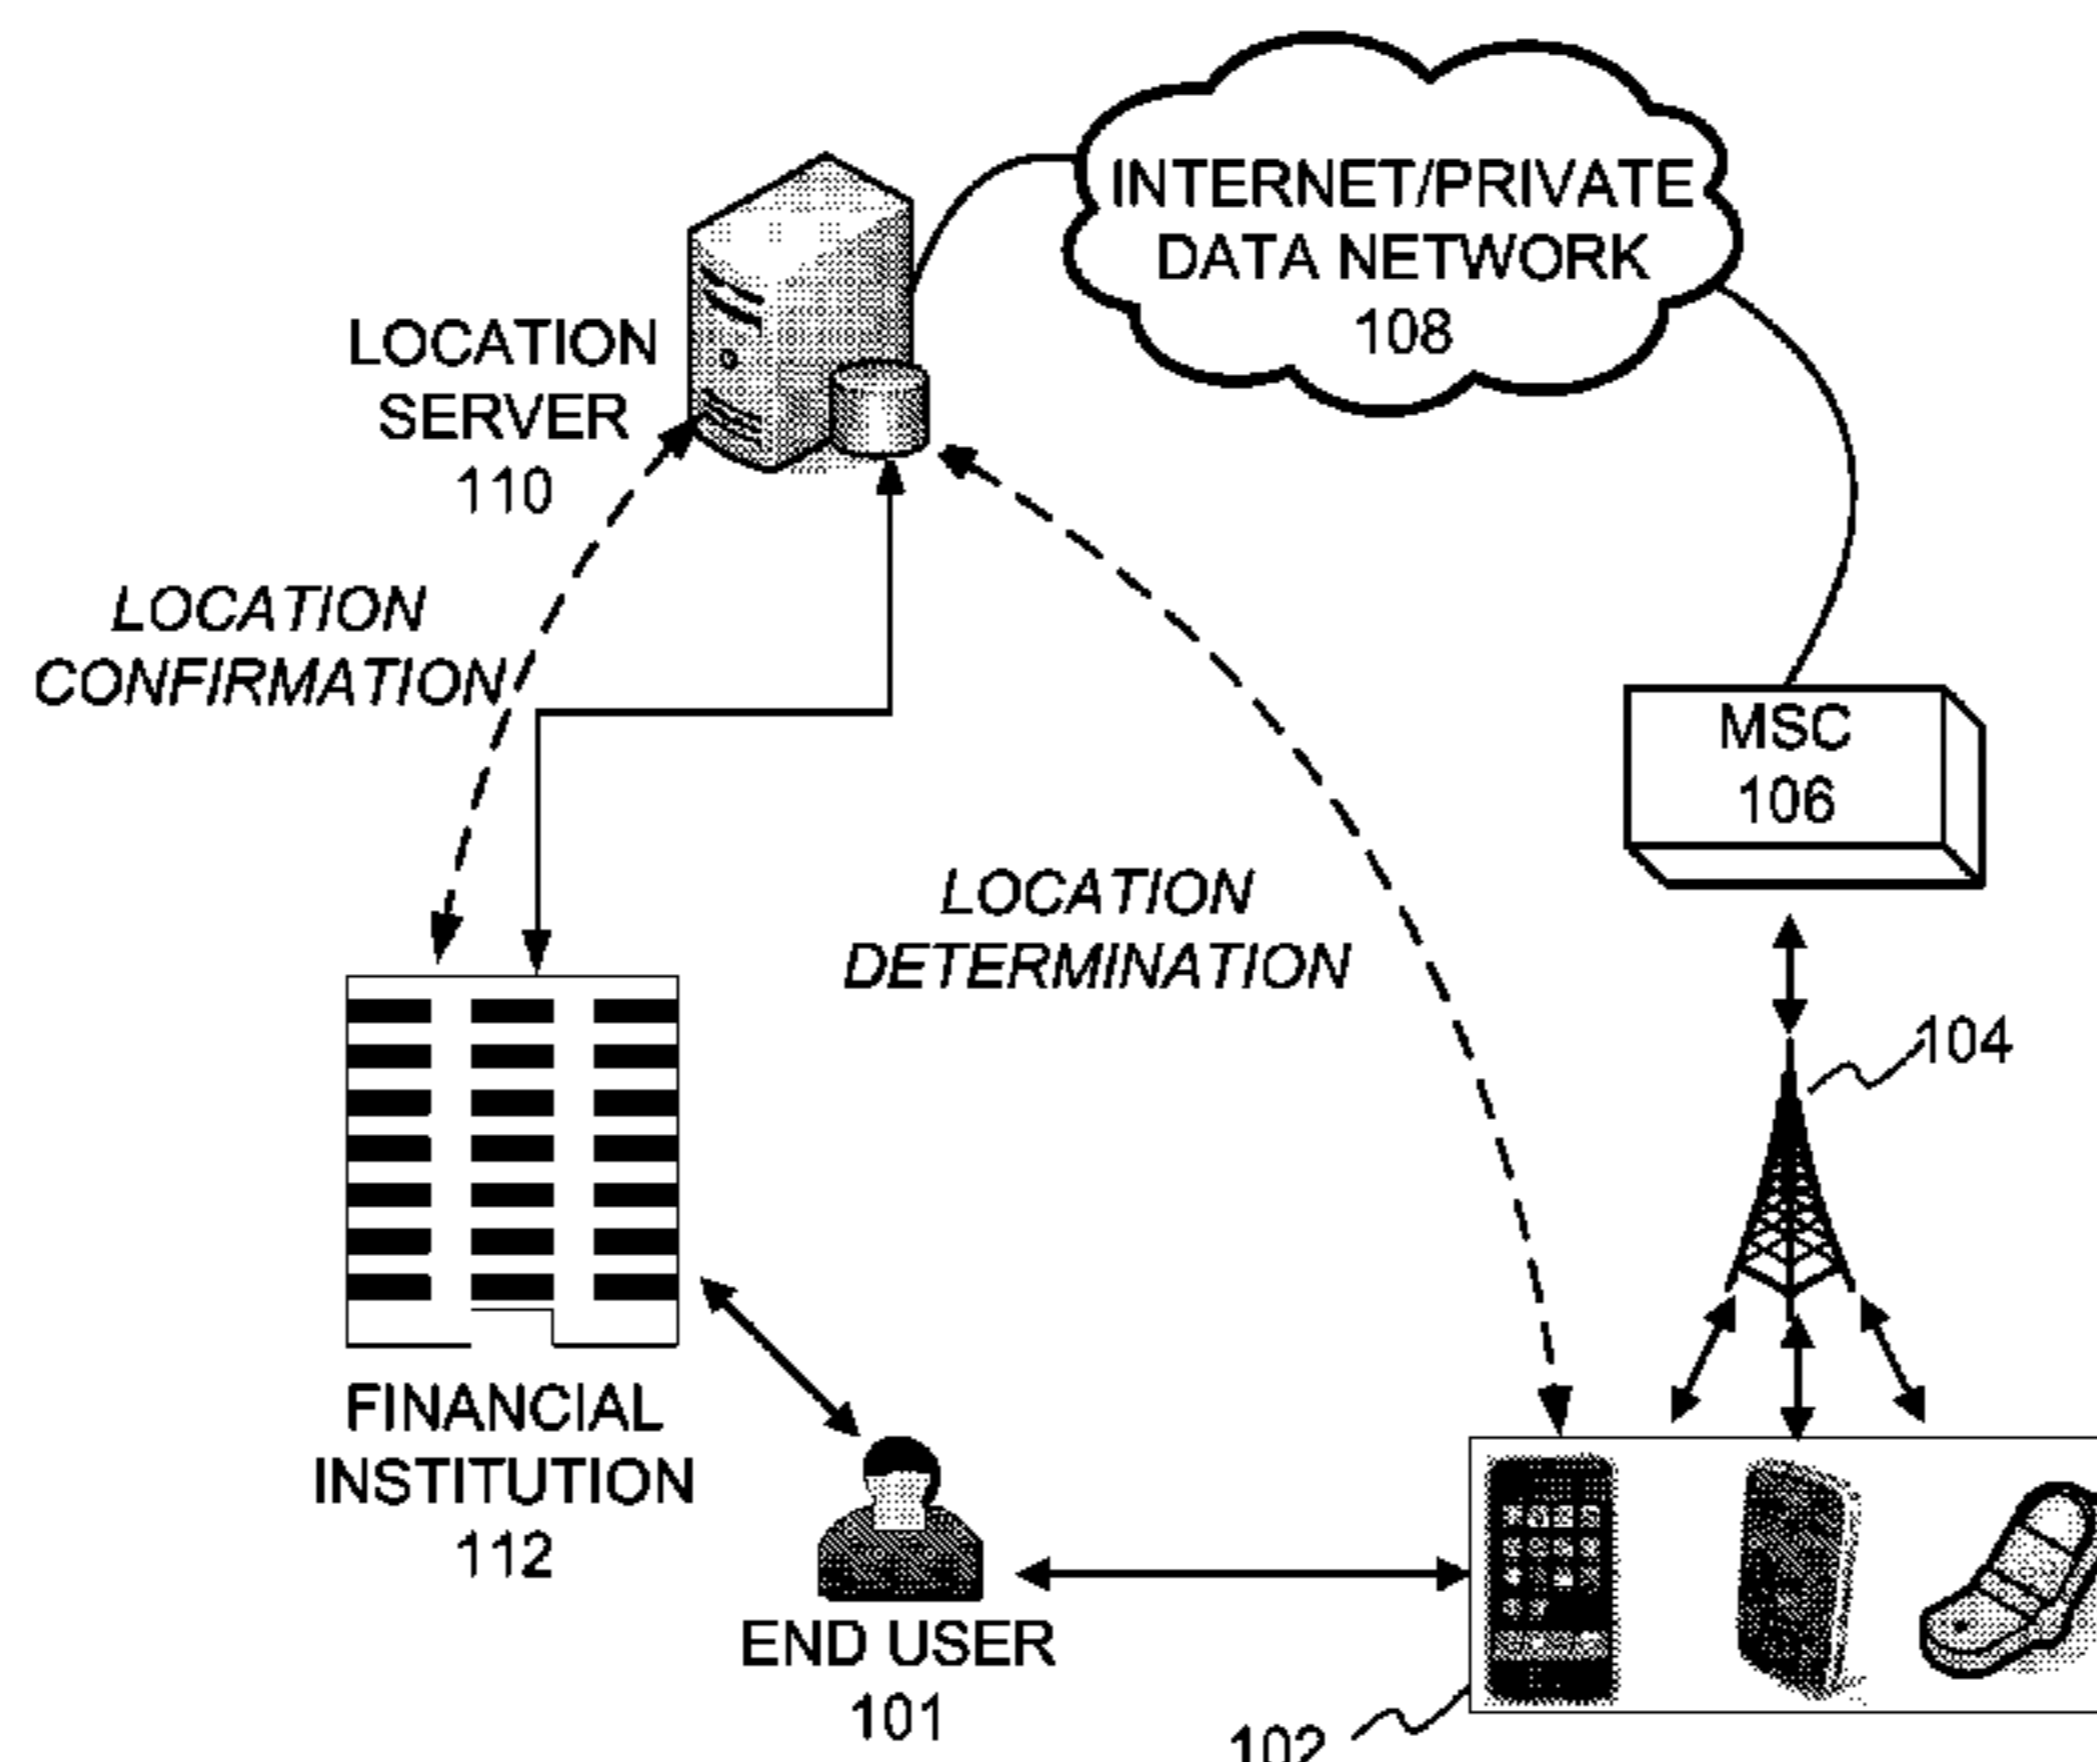 INTERNET/PRIVATE
DATA NETWORK
108
LOCATION
SERVER
110
LOCATION
CONFIRMATION
MSC
106
LOCATION
DETERMINATION
104
FINANCIAL
INSTITUTION
112
END USER
101
102